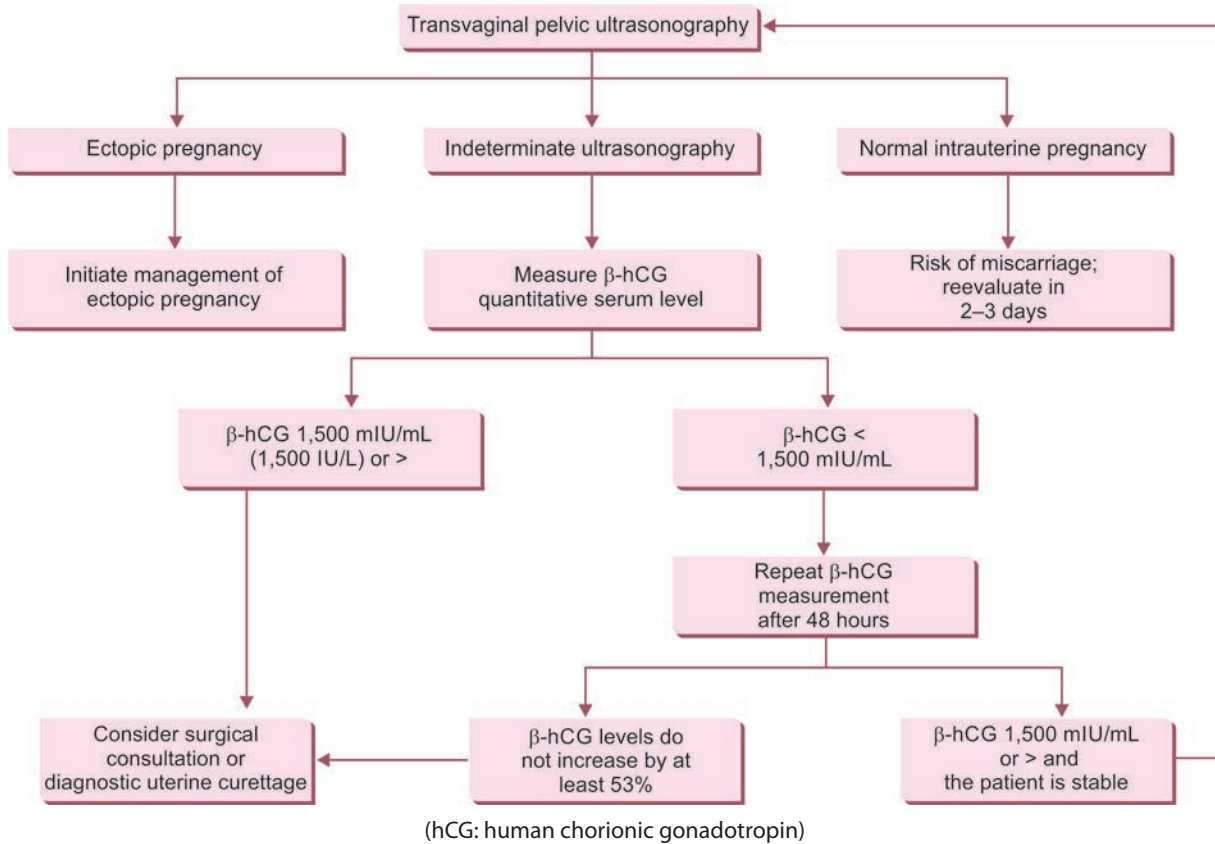 Transvaginal pelvic ultrasonography
Ectopic pregnancy
Indeterminate ultrasonography
Normal intrauterine pregnancy
Initiate management of
ectopic pregnancy
Measure β-hCG
quantitative serum level
Risk of miscarriage;
reevaluate in
2–3 days
β-hCG 1,500 mIU/mL
(1,500 IU/L) or >
β-hCG <
1,500 mIU/mL
Repeat β-hCG
measurement
after 48 hours
Consider surgical
consultation or
diagnostic uterine curettage
β-hCG levels do
not increase by at
least 53%
β-hCG 1,500 mIU/mL
or > and
the patient is stable
(hCG: human chorionic gonadotropin)